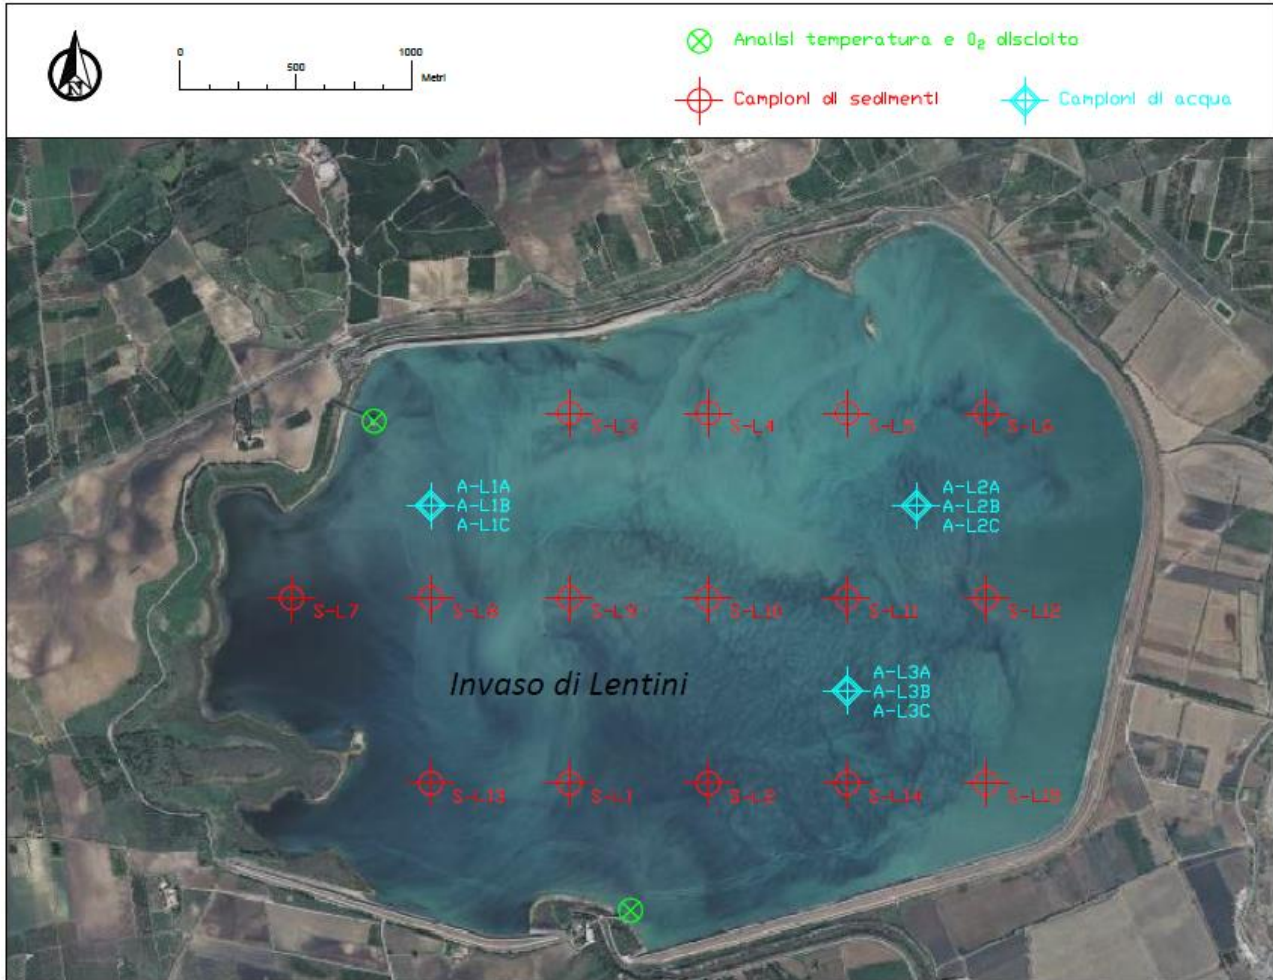 N
0
500
1000
Metri
Analisi temperatura e O₂ disciolto
Campioni di sedimenti
Campioni di acqua
S-L3
S-L4
S-L5
S-L6
A-L1A
A-L1B
A-L1C
A-L2A
A-L2B
A-L2C
S-L7
S-L8
S-L9
S-L10
S-L11
S-L12
Invaso di Lentini
A-L3A
A-L3B
A-L3C
S-L13
S-L1
S-L2
S-L14
S-L15